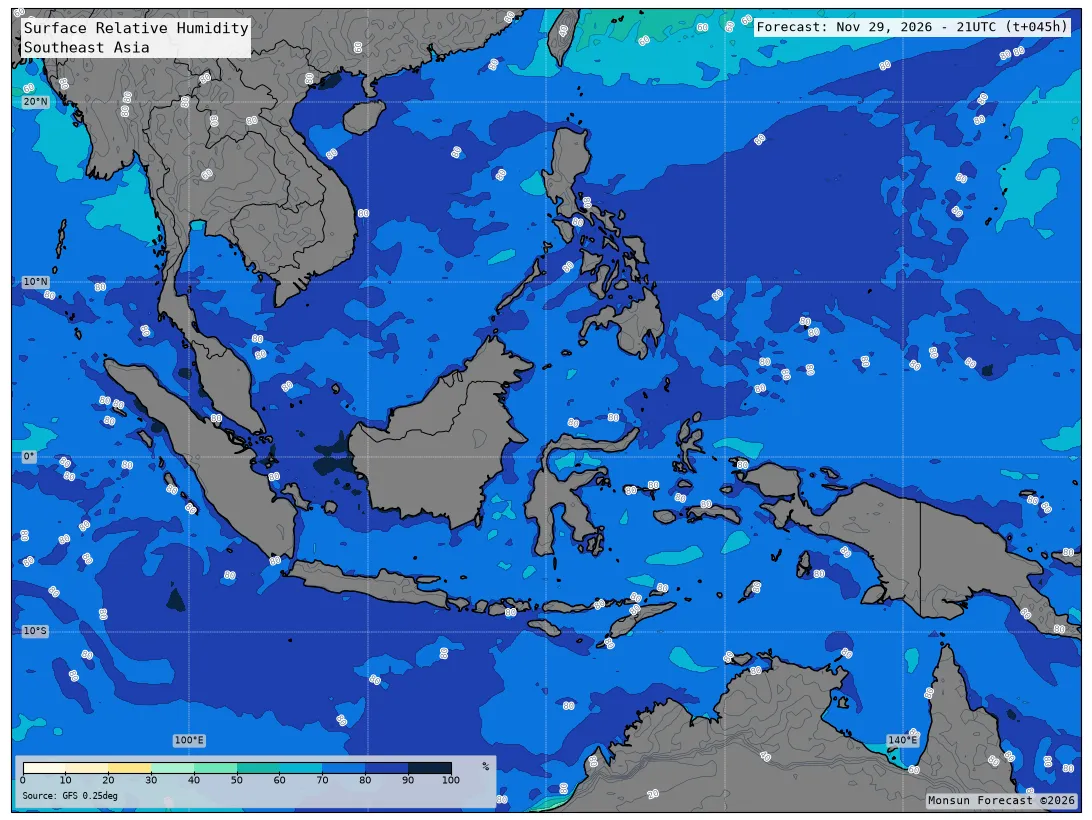 Surface Relative Humidity
Southeast Asia
Forecast: Nov 29, 2026 - 21UTC (t+045h)
20°N
10°N
0°
10°S
100°E
140°E
0 10 20 30 40 50 60 70 80 90 100
%
Source: GFS 0.25deg
Monsun Forecast ©2026